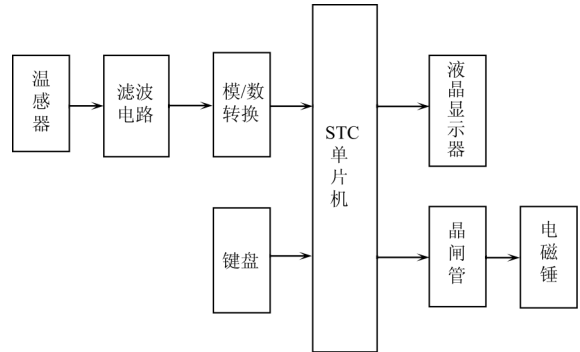 温
感
器
滤波
电路
模/数
转换
键盘
STC
单
片
机
液
晶
显
示
器
晶
闸
管
电
磁
锤